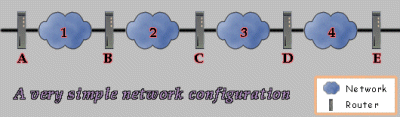 1 2 3 4
A B C D E
A very simple network configuration
Network
Router